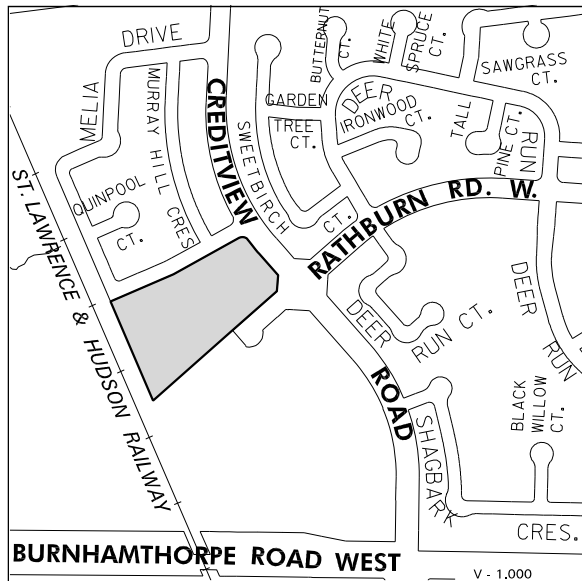 DRIVE
MELIA
MURRAY HILL CRES
CREDITVIEW
SWEETBIRCH
CT.
BUTTERNUT
CT.
WHITE
SPRUCE
CT.
SAWGRASS
CT.
GARDEN
TREE
CT.
DEER
RUN
IRONWOOD
CT.
TALL
PINE CT.
QUINPOOL
CT.
RATHBURN RD. W.
ST. LAWRENCE & HUDSON RAILWAY
DEER
RUN CT.
DEER
RUN
ROAD
SHAGBARK
CRES.
BLACK
WILLOW
CT.
BURNHAMTHORPE ROAD WEST
V - 1,000